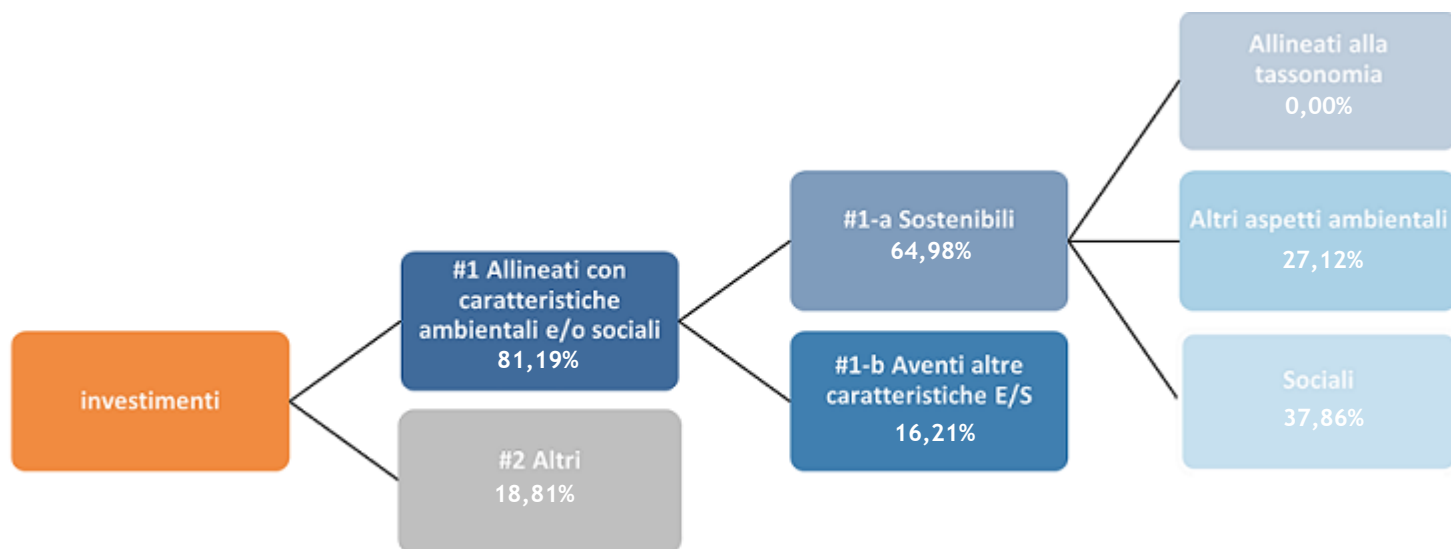 investimenti
#1 Allineati con
caratteristiche
ambientali e/o sociali
81,19%
#2 Altri
18,81%
#1-a Sostenibili
64,98%
#1-b Aventi altre
caratteristiche E/S
16,21%
Allineati alla
tassonomia
0,00%
Altri aspetti ambientali
27,12%
Sociali
37,86%